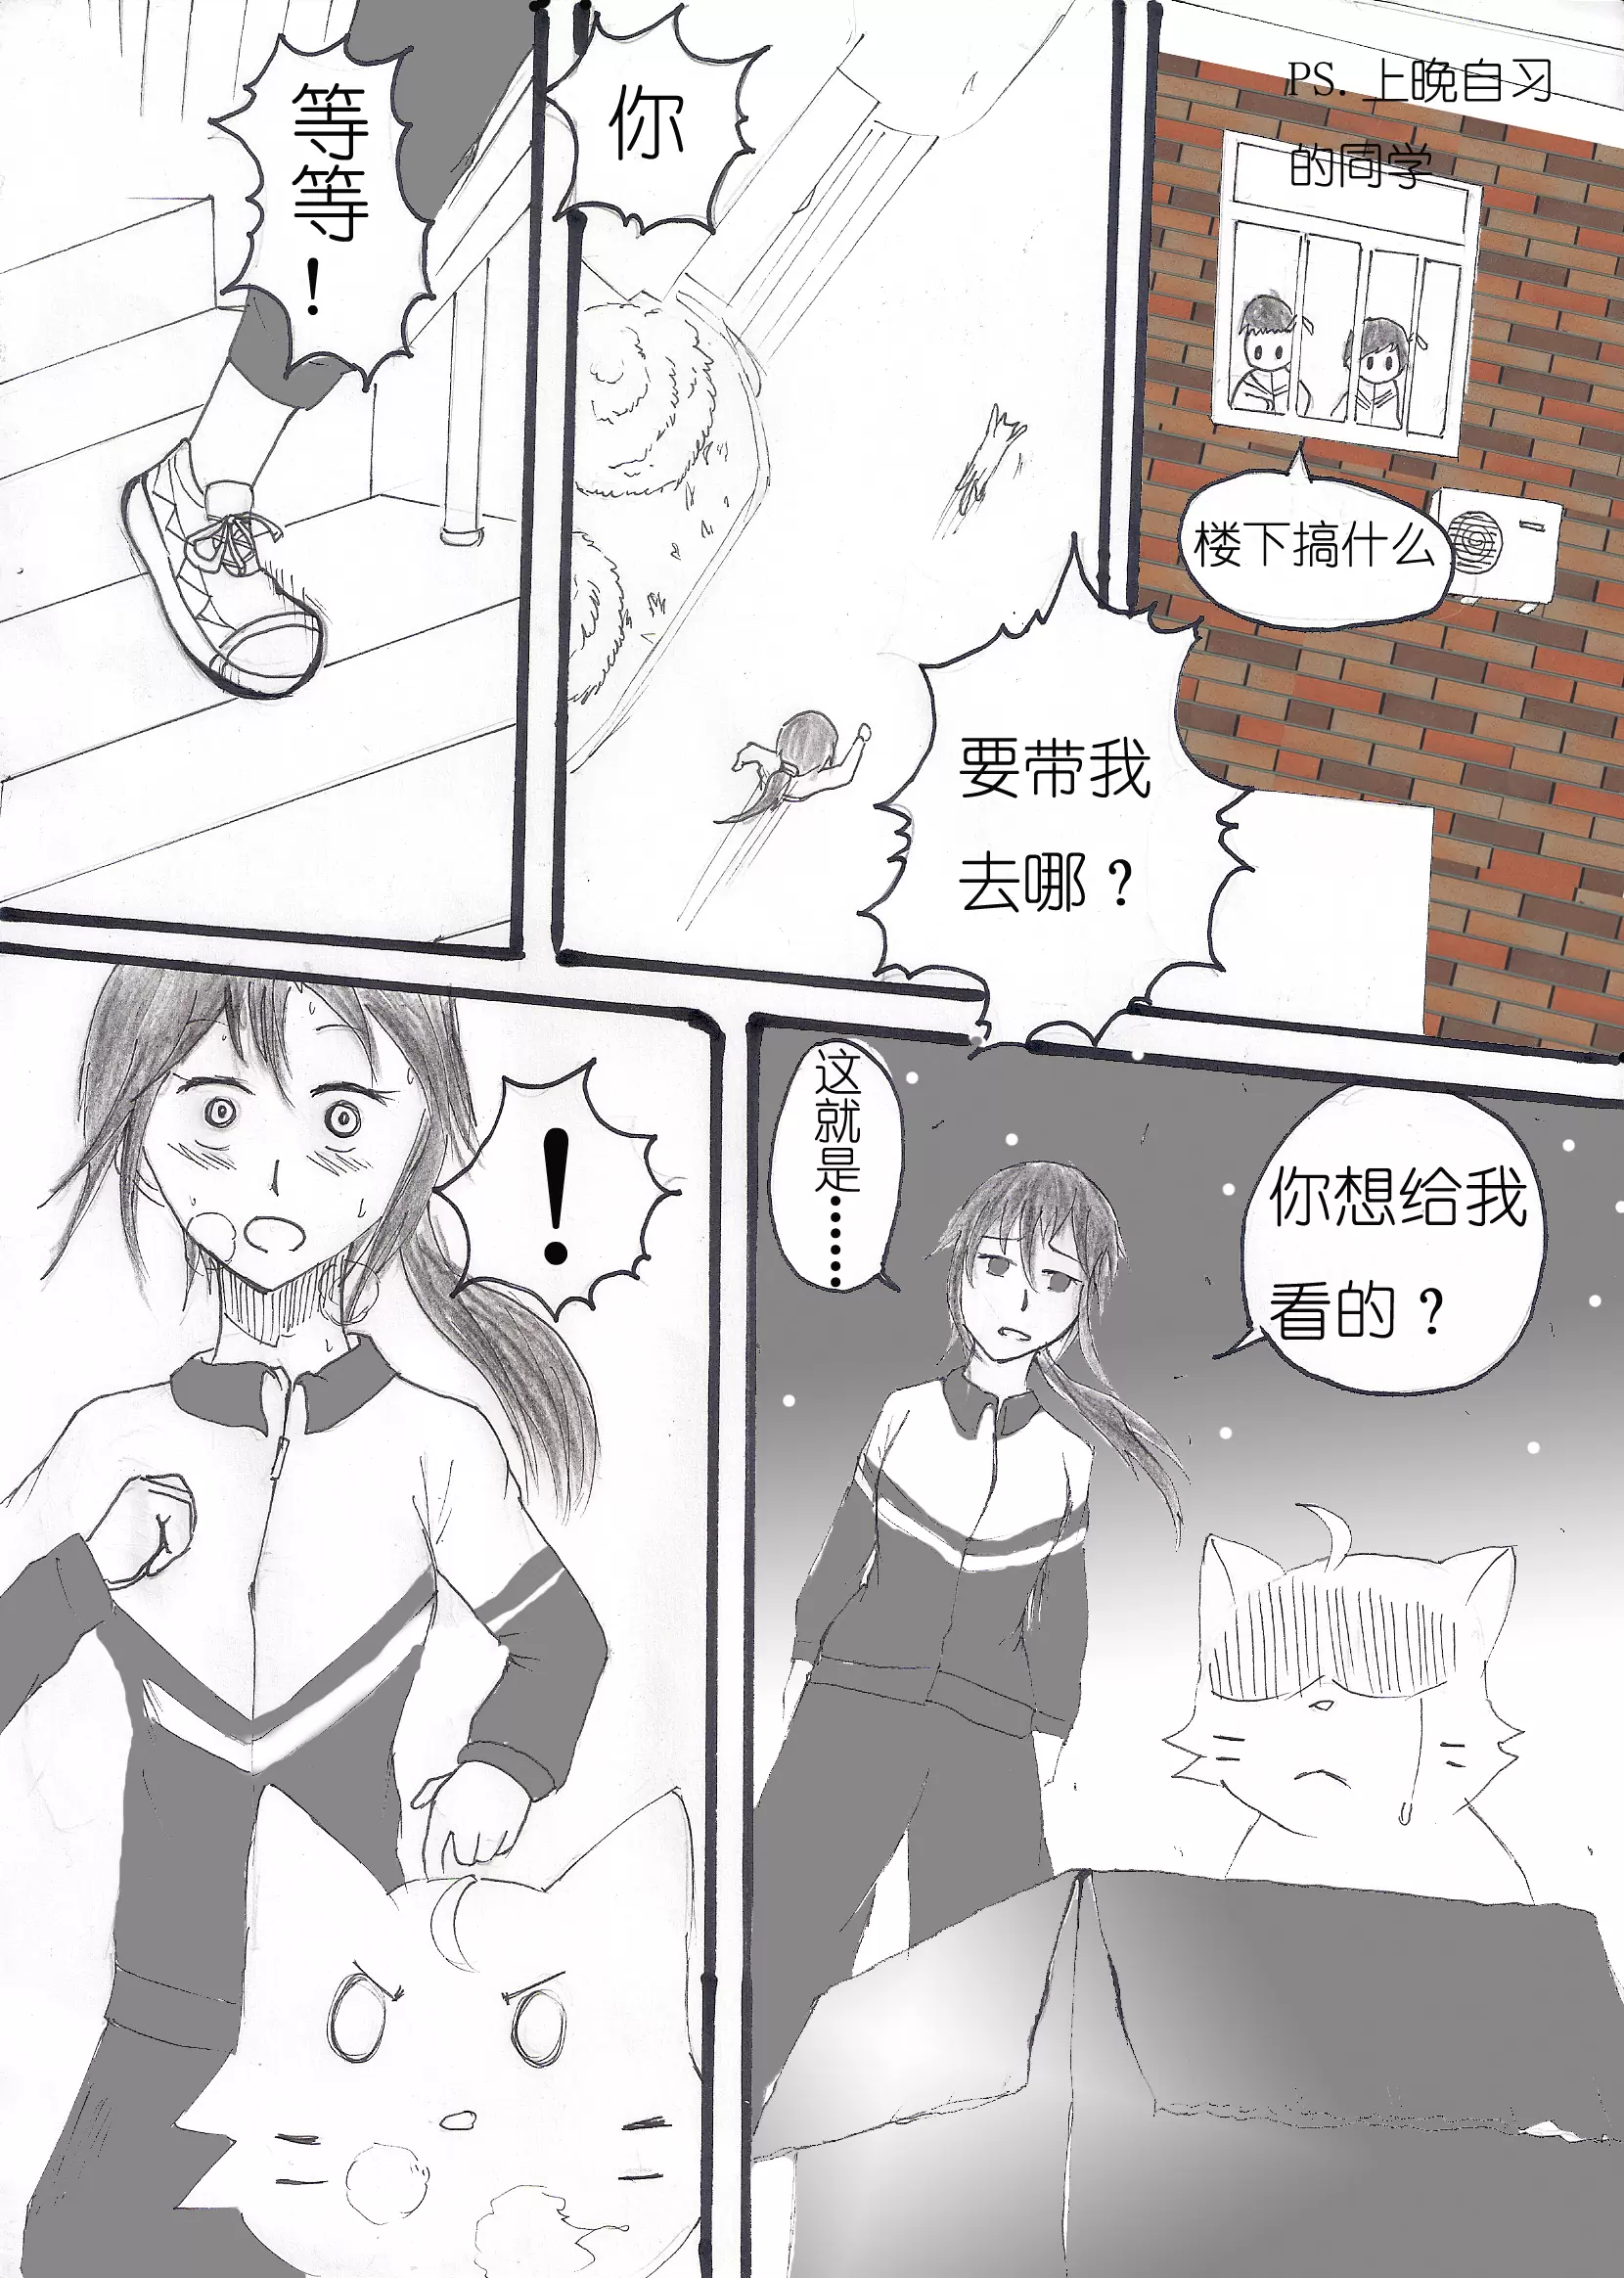 等等！
你
要带我
去哪？
PS.上晚自习
的同学
楼下搞什么
！
这就是……
你想给我
看的？